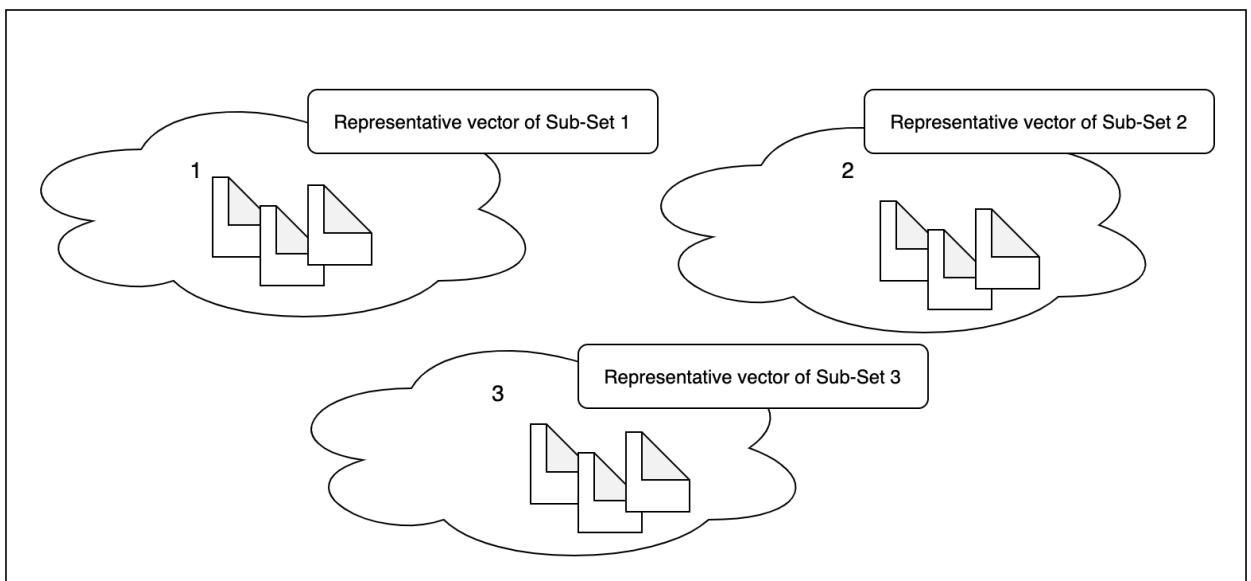 Representative vector of Sub-Set 1
Representative vector of Sub-Set 2
1
2
Representative vector of Sub-Set 3
3